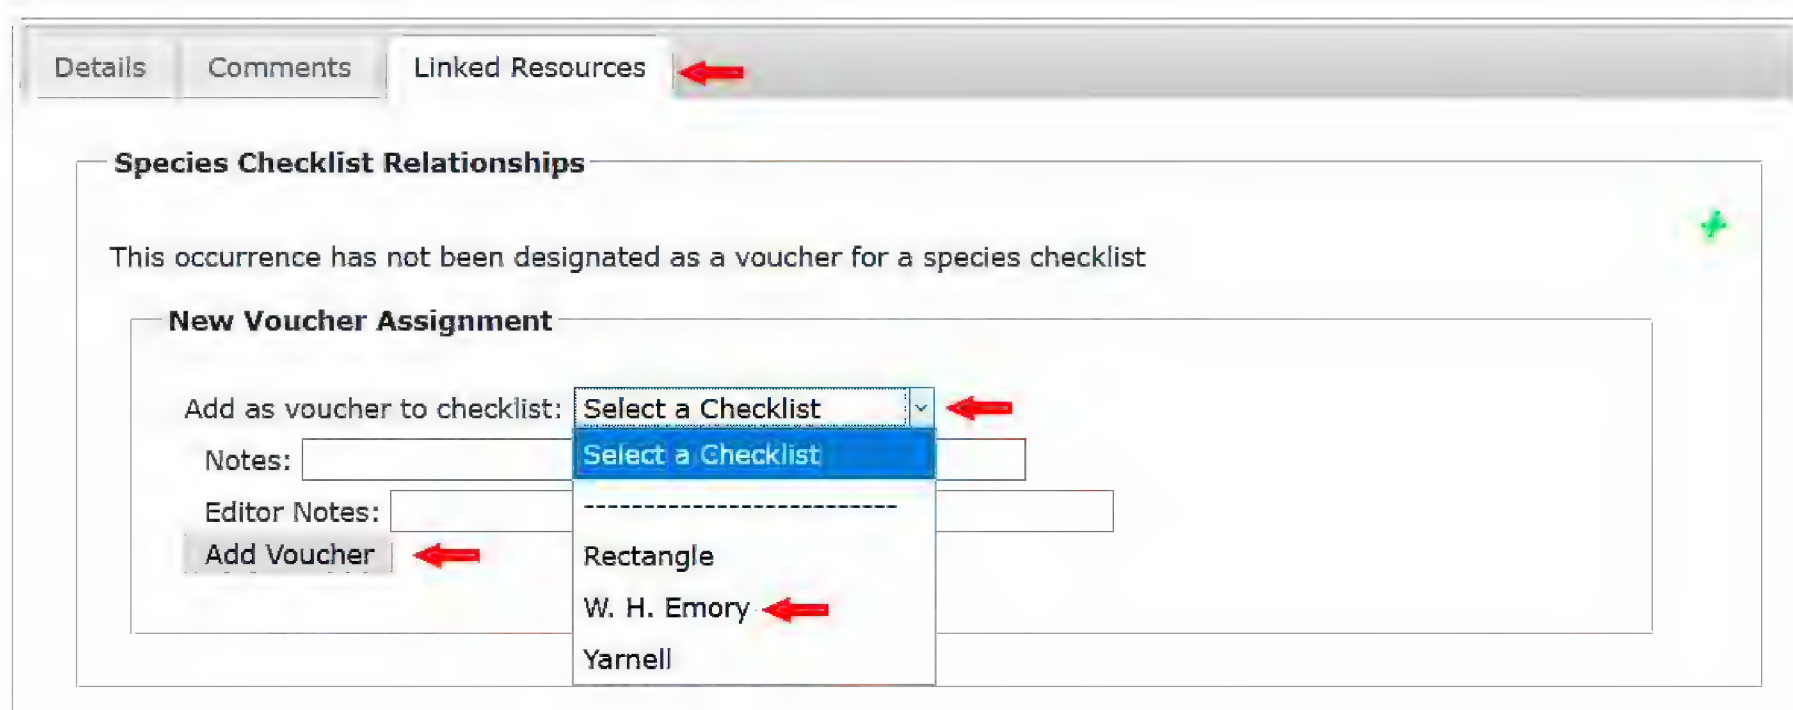 Details Comments Linked Resources
Species Checklist Relationships
This occurrence has not been designated as a voucher for a species checklist
New Voucher Assignment
Add as voucher to checklist: Select a Checklist
Notes: Select a Checklist
Editor Notes: --------------------------
Add Voucher Rectangle
W. H. Emory
Yarnell